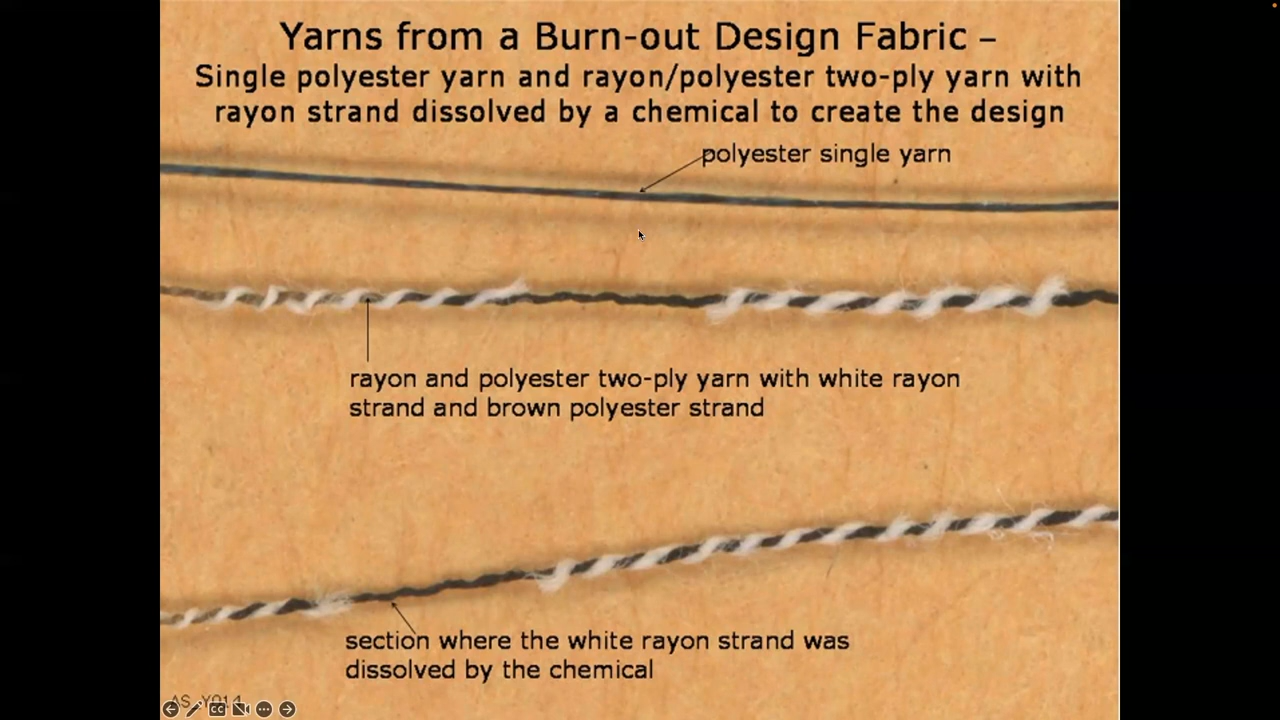 Yarns from a Burn-out Design Fabric –
Single polyester yarn and rayon/polyester two-ply yarn with
rayon strand dissolved by a chemical to create the design
polyester single yarn
rayon and polyester two-ply yarn with white rayon
strand and brown polyester strand
section where the white rayon strand was
dissolved by the chemical
CC